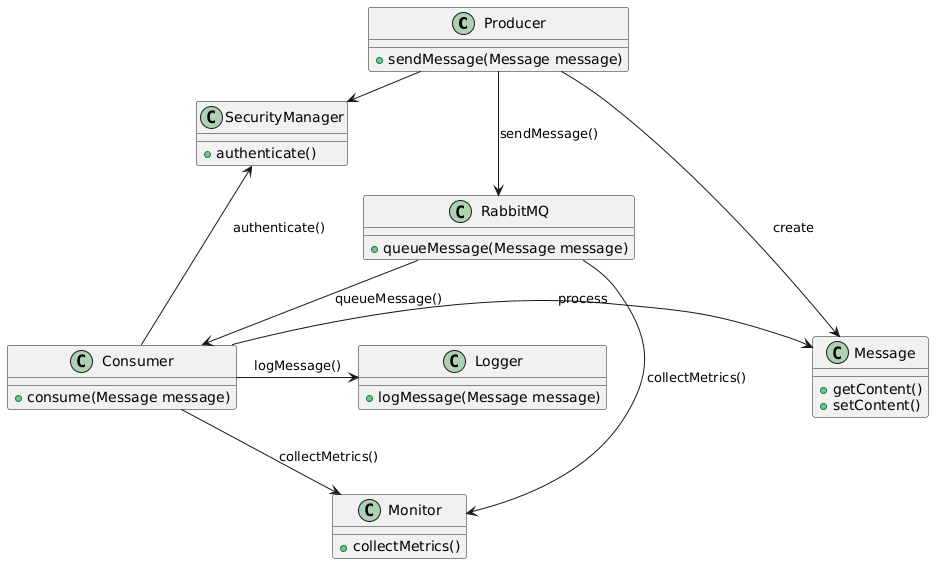 C Producer
sendMessage(Message message)
C SecurityManager
authenticate()
sendMessage()
C RabbitMQ
queueMessage(Message message)
authenticate()
create
queueMessage()
process
C Consumer
consume(Message message)
logMessage()
C Logger
logMessage(Message message)
collectMetrics()
C Message
getContent()
setContent()
collectMetrics()
C Monitor
collectMetrics()